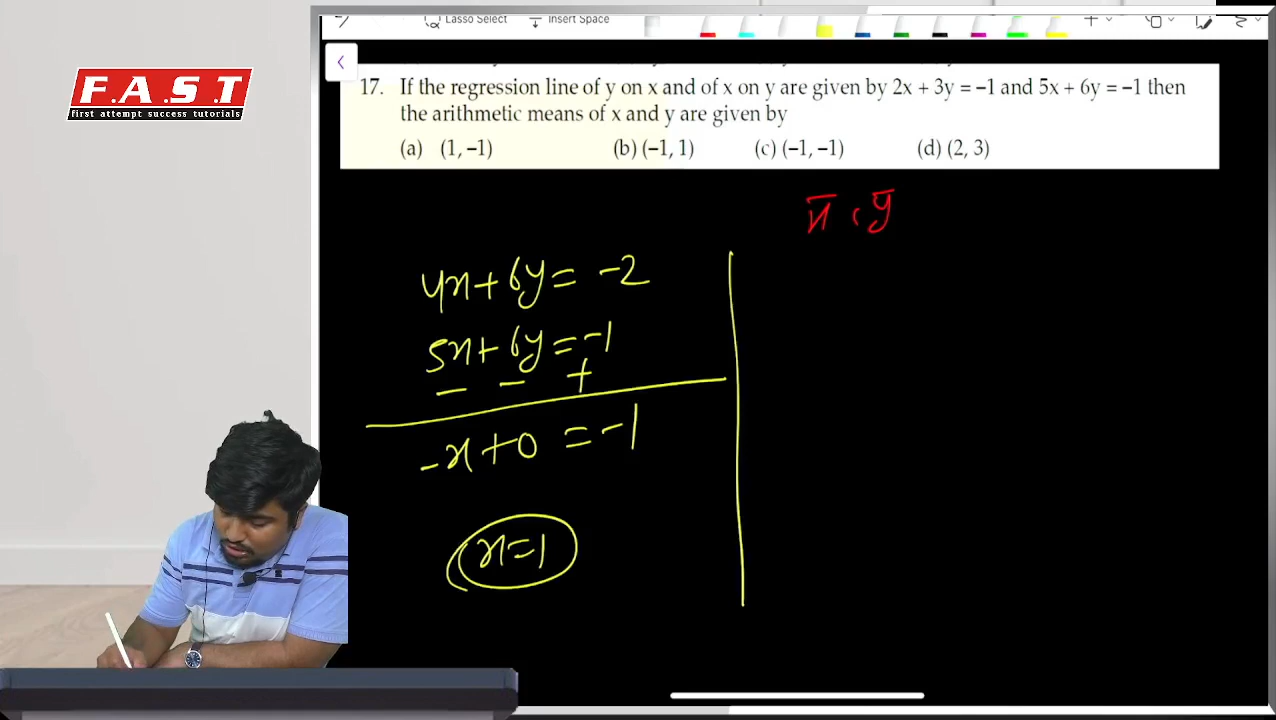 Lasso Select
Insert Space
F.A.S.T
first attempt success tutorials
17. If the regression line of y on x and of x on y are given by 2x + 3y = –1 and 5x + 6y = –1 then
the arithmetic means of x and y are given by
(a) (1, –1) (b) (–1, 1) (c) (–1, –1) (d) (2, 3)
x̄, ȳ
4x + 6y = -2
5x + 6y = -1
- - +
-x + 0 = -1
x = 1